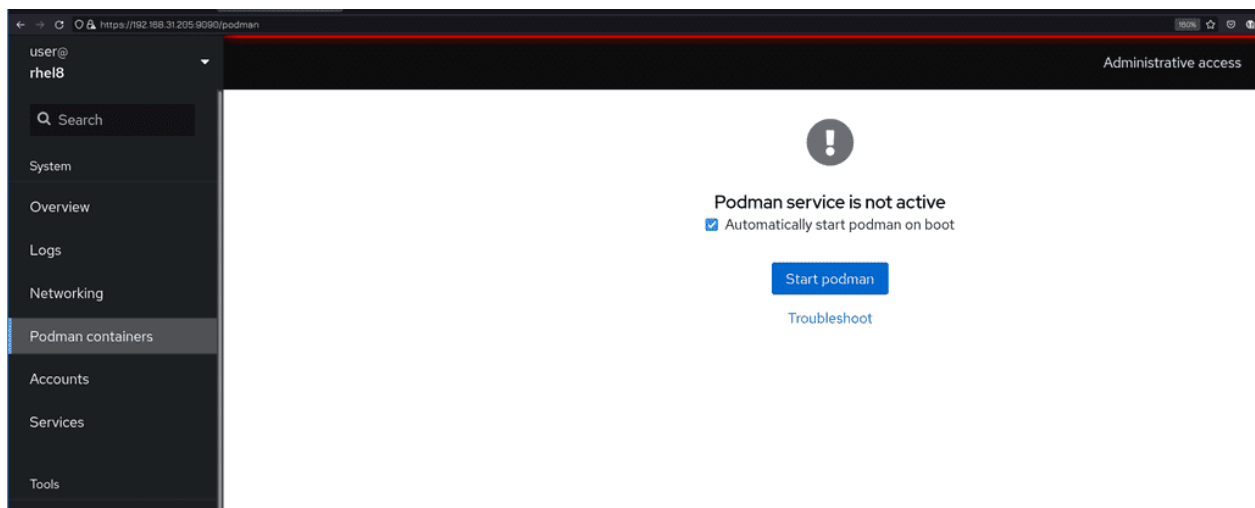 https://192.168.31.205:9090/podman
150%
user@
rhel8
Administrative access
Search
System
Overview
Logs
Networking
Podman containers
Accounts
Services
Tools
Podman service is not active
Automatically start podman on boot
Start podman
Troubleshoot